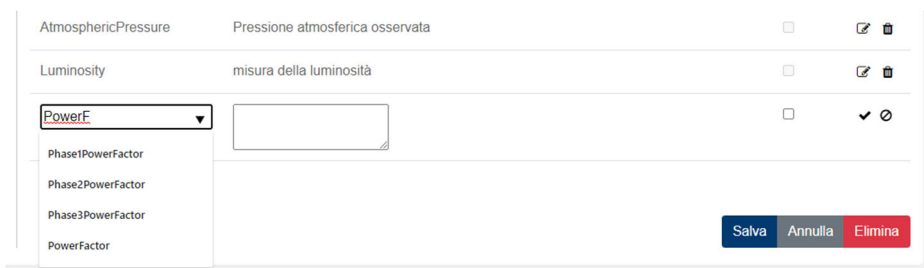 AtmosphericPressure Pressione atmosferica osservata
Luminosity misura della luminosità
PowerF
Phase1PowerFactor
Phase2PowerFactor
Phase3PowerFactor
PowerFactor
Salva Annulla Elimina